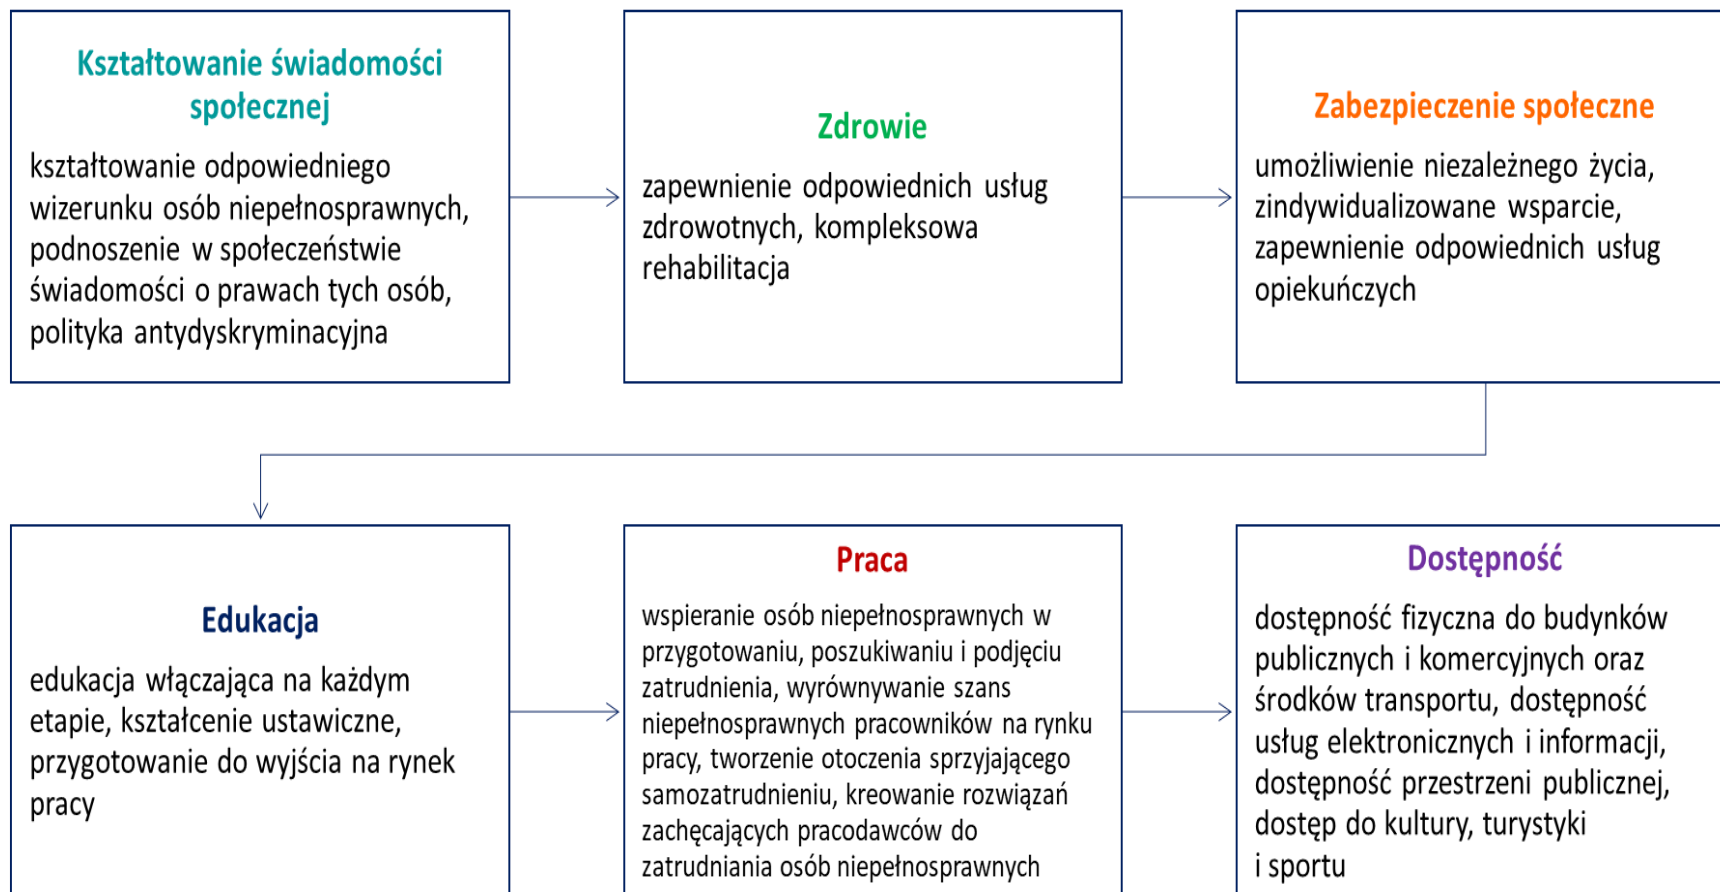 Kształtowanie świadomości
społecznej
kształtowanie odpowiedniego
wizerunku osób niepełnosprawnych,
podnoszenie w społeczeństwie
świadomości o prawach tych osób,
polityka antydyskryminacyjna
Zdrowie
zapewnienie odpowiednich usług
zdrowotnych, kompleksowa
rehabilitacja
Zabezpieczenie społeczne
umożliwienie niezależnego życia,
zindywidualizowane wsparcie,
zapewnienie odpowiednich usług
opiekuńczych
Edukacja
edukacja włączająca na każdym
etapie, kształcenie ustawiczne,
przygotowanie do wyjścia na rynek
pracy
Praca
wspieranie osób niepełnosprawnych w
przygotowaniu, poszukiwaniu i podjęciu
zatrudnienia, wyrównywanie szans
niepełnosprawnych pracowników na rynku
pracy, tworzenie otoczenia sprzyjającego
samozatrudnieniu, kreowanie rozwiązań
zachęcających pracodawców do
zatrudniania osób niepełnosprawnych
Dostępność
dostępność fizyczna do budynków
publicznych i komercyjnych oraz
środków transportu, dostępność
usług elektronicznych i informacji,
dostępność przestrzeni publicznej,
dostęp do kultury, turystyki
i sportu